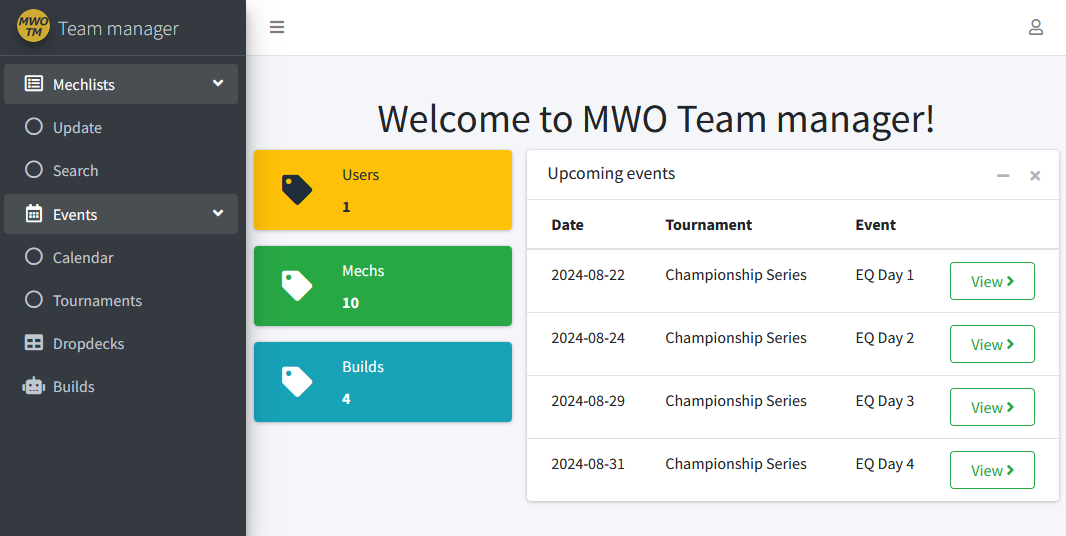 MWO
TM
Team manager
Mechlists
Update
Search
Events
Calendar
Tournaments
Dropdecks
Builds
Welcome to MWO Team manager!
Users
1
Mechs
10
Builds
4
Upcoming events
Date Tournament Event
2024-08-22 Championship Series EQ Day 1 View
2024-08-24 Championship Series EQ Day 2 View
2024-08-29 Championship Series EQ Day 3 View
2024-08-31 Championship Series EQ Day 4 View